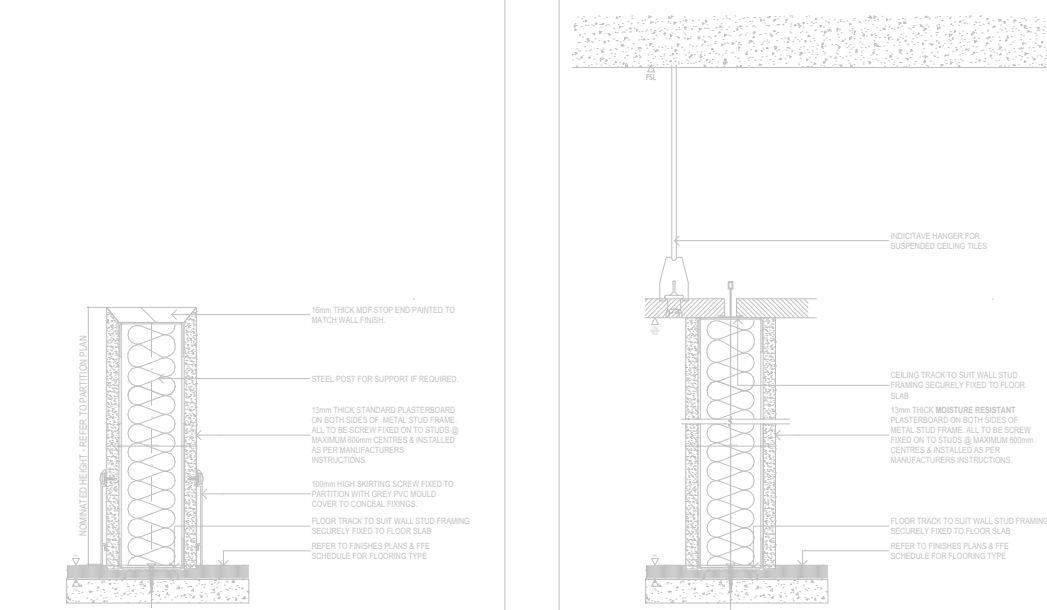 NOMINATED HEIGHT - REFER TO PARTITION PLAN
16mm THICK MDF STOP END PAINTED TO
MATCH WALL FINISH.
STEEL POST FOR SUPPORT IF REQUIRED.
13mm THICK STANDARD PLASTERBOARD
ON BOTH SIDES OF METAL STUD FRAME.
ALL TO BE SCREW FIXED ON TO STUDS @
MAXIMUM 600mm CENTRES & INSTALLED
AS PER MANUFACTURERS
INSTRUCTIONS.
100mm HIGH SKIRTING SCREW FIXED TO
PARTITION WITH GREY PVC MOULD
COVER TO CONCEAL FIXINGS.
FLOOR TRACK TO SUIT WALL STUD FRAMING
SECURELY FIXED TO FLOOR SLAB
REFER TO FINISHES PLANS & FFE
SCHEDULE FOR FLOORING TYPE
FSL
INDICITAVE HANGER FOR
SUSPENDED CEILING TILES
CEILING TRACK TO SUIT WALL STUD
FRAMING SECURELY FIXED TO FLOOR
SLAB
13mm THICK MOISTURE RESISTANT
PLASTERBOARD ON BOTH SIDES OF
METAL STUD FRAME. ALL TO BE SCREW
FIXED ON TO STUDS @ MAXIMUM 600mm
CENTRES & INSTALLED AS PER
MANUFACTURERS INSTRUCTIONS.
FLOOR TRACK TO SUIT WALL STUD FRAMING
SECURELY FIXED TO FLOOR SLAB
REFER TO FINISHES PLANS & FFE
SCHEDULE FOR FLOORING TYPE